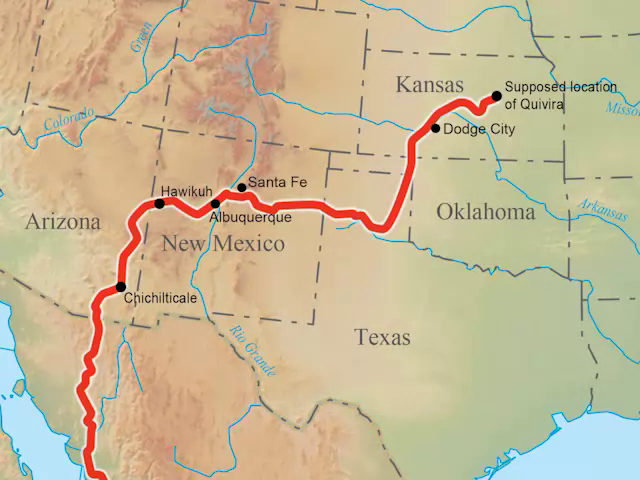 Green
Kansas
Supposed location
of Quivira
Colorado
Missou
Dodge City
Santa Fe
Hawikuh
Albuquerque
Arizona
New Mexico
Oklahoma
Arkansas
Chichilticale
Rio Grande
Texas